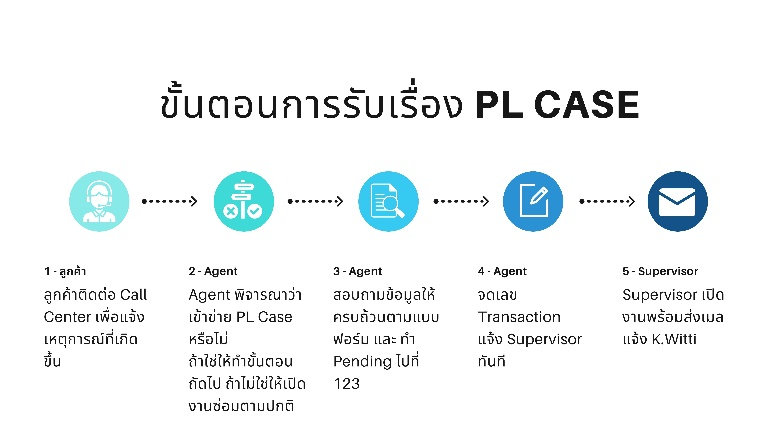 ขั้นตอนการรับเรื่อง PL CASE
1 - ลูกค้า
ลูกค้าติดต่อ Call
Center เพื่อแจ้ง
เหตุการณ์ที่เกิด
ขึ้น
2 - Agent
Agent พิจารณาว่า
เข้าข่าย PL Case
หรือไม่
ถ้าใช่ให้ทำขั้นตอน
ถัดไป ถ้าไม่ใช่ให้เปิด
งานซ่อมตามปกติ
3 - Agent
สอบถามข้อมูลให้
ครบถ้วนตามแบบ
ฟอร์ม และ ทำ
Pending ไปที่
123
4 - Agent
จดเลข
Transaction
แจ้ง Supervisor
ทันที
5 - Supervisor
Supervisor เปิด
งานพร้อมส่งเมล
แจ้ง K.Witti